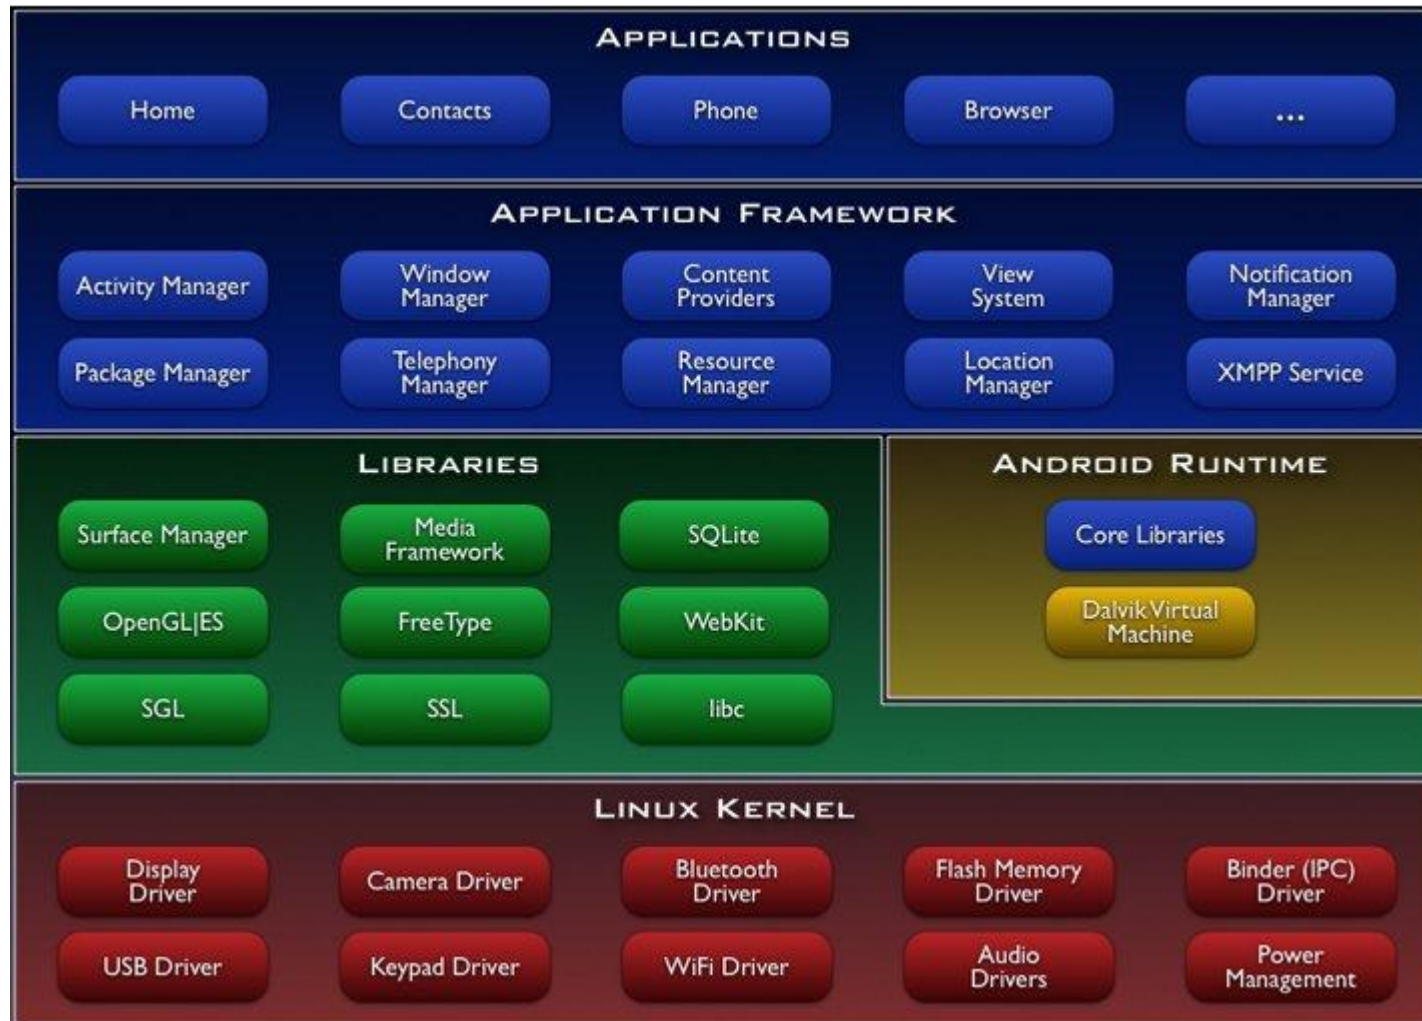 APPLICATIONS
Home
Contacts
Phone
Browser
...
APPLICATION FRAMEWORK
Activity Manager
Window
Manager
Content
Providers
View
System
Notification
Manager
Package Manager
Telephony
Manager
Resource
Manager
Location
Manager
XMPP Service
LIBRARIES
Surface Manager
Media
Framework
SQLite
OpenGL|ES
FreeType
WebKit
SGL
SSL
libc
ANDROID RUNTIME
Core Libraries
Dalvik Virtual
Machine
LINUX KERNEL
Display
Driver
Camera Driver
Bluetooth
Driver
Flash Memory
Driver
Binder (IPC)
Driver
USB Driver
Keypad Driver
WiFi Driver
Audio
Drivers
Power
Management